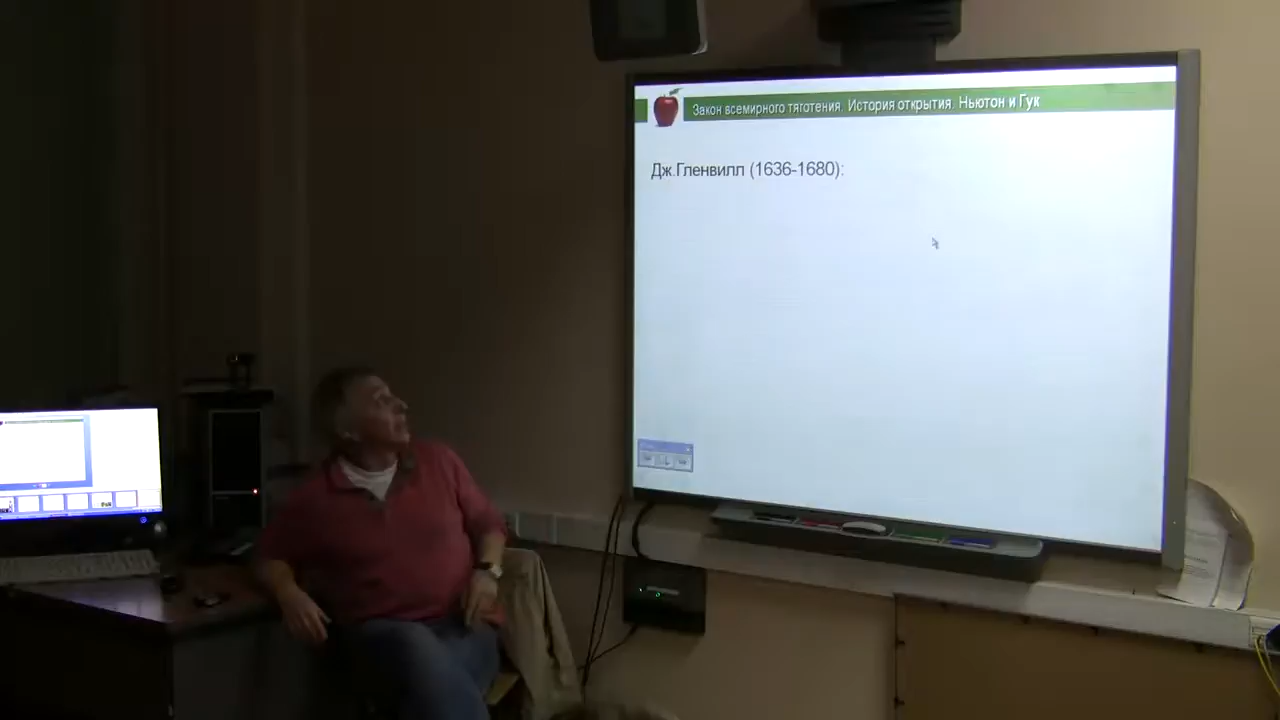 Закон всемирного тяготения. История открытия. Ньютон и Гук
Дж.Гленвилл (1636-1680):